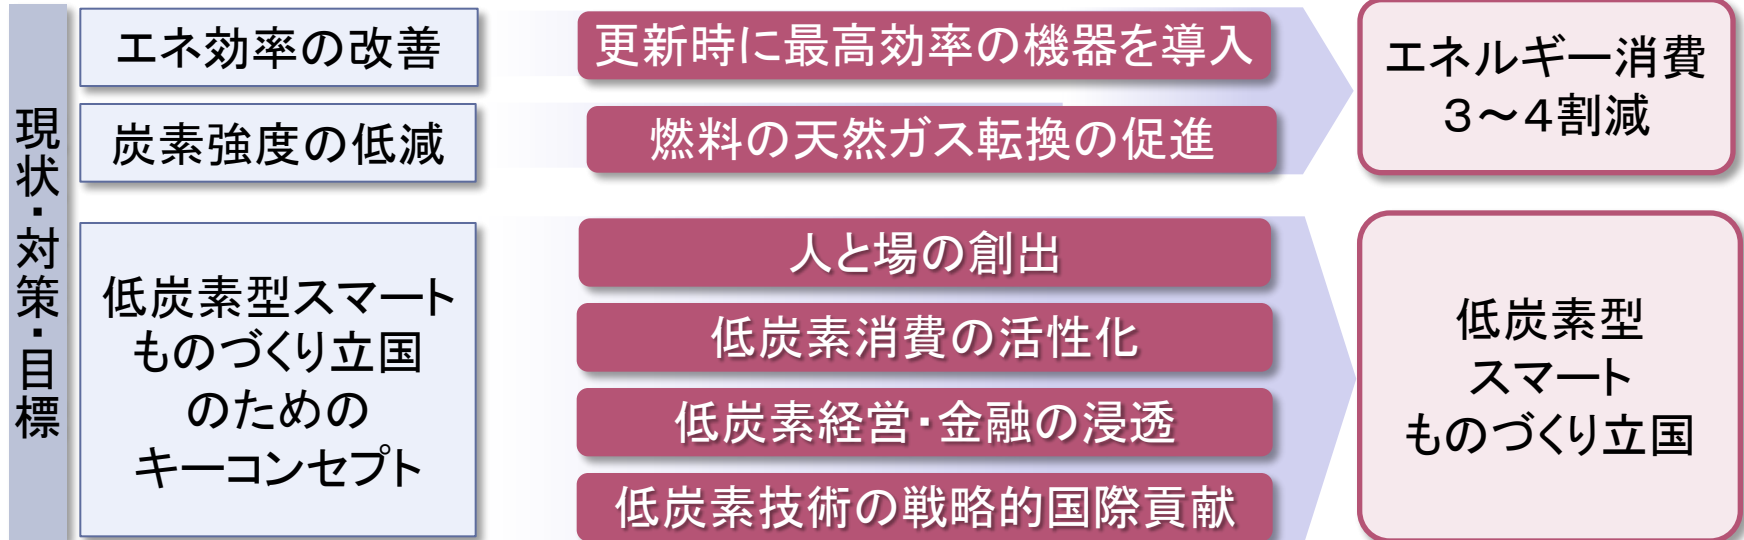 現状・対策・目標
エネ効率の改善
更新時に最高効率の機器を導入
エネルギー消費
3～4割減
炭素強度の低減
燃料の天然ガス転換の促進
低炭素型スマート
ものづくり立国
のための
キーコンセプト
人と場の創出
低炭素消費の活性化
低炭素経営・金融の浸透
低炭素技術の戦略的国際貢献
低炭素型
スマート
ものづくり立国